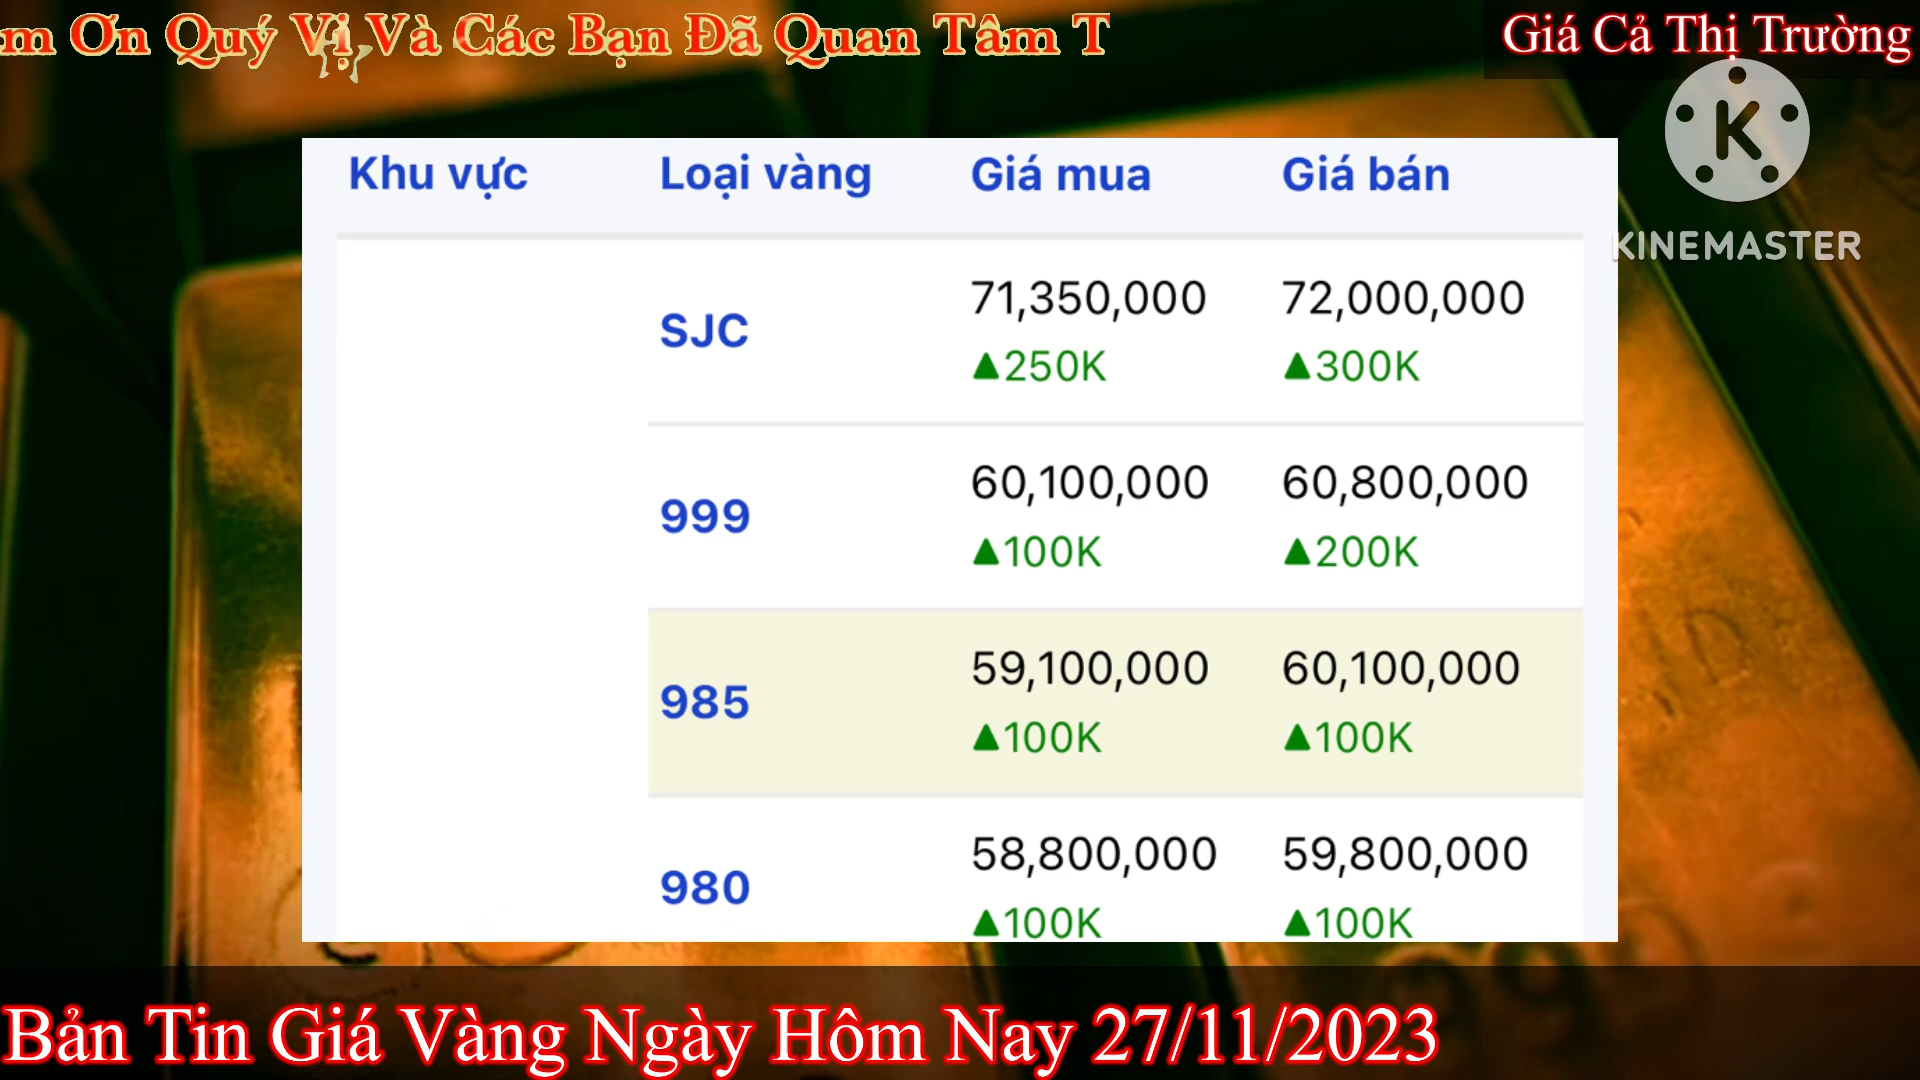 m Ơn Quý Vị Và Các Bạn Đã Quan Tâm T
Giá Cả Thị Trường
K
KINEMASTER
Khu vực Loại vàng Giá mua Giá bán
SJC 71,350,000 72,000,000
▲250K ▲300K
999 60,100,000 60,800,000
▲100K ▲200K
985 59,100,000 60,100,000
▲100K ▲100K
980 58,800,000 59,800,000
▲100K ▲100K
Bản Tin Giá Vàng Ngày Hôm Nay 27/11/2023